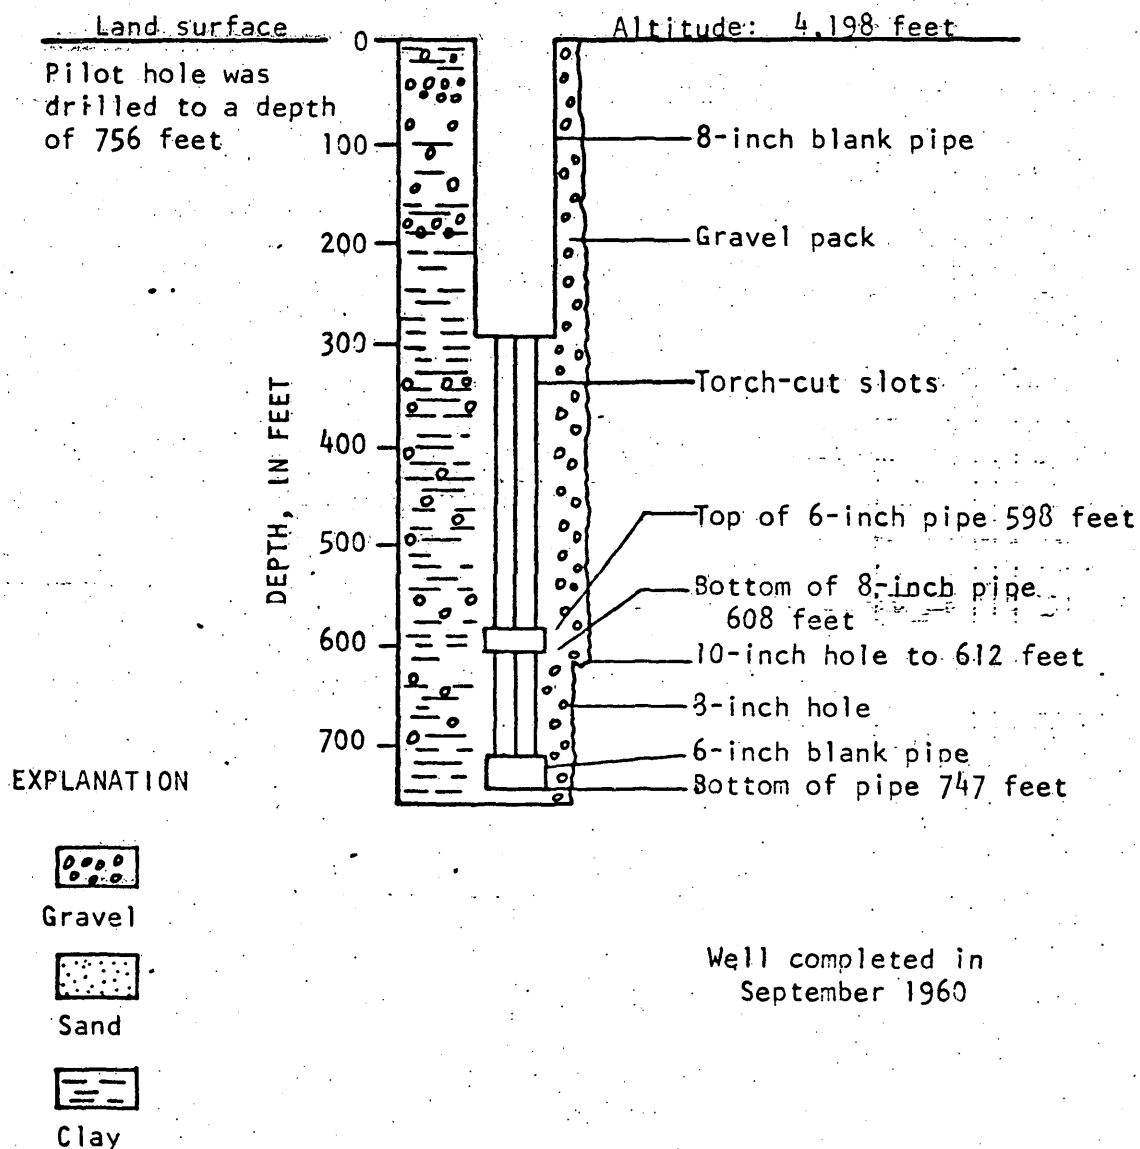 Land surface
Altitude: 4,198 feet
Pilot hole was
drilled to a depth
of 756 feet
0
100
200
300
400
500
600
700
DEPTH, IN FEET
8-inch blank pipe
Gravel pack
Torch-cut slots
Top of 6-inch pipe 598 feet
Bottom of 8-inch pipe
608 feet
10-inch hole to 612 feet
8-inch hole
6-inch blank pipe
Bottom of pipe 747 feet
EXPLANATION
Gravel
Sand
Clay
Well completed in
September 1960